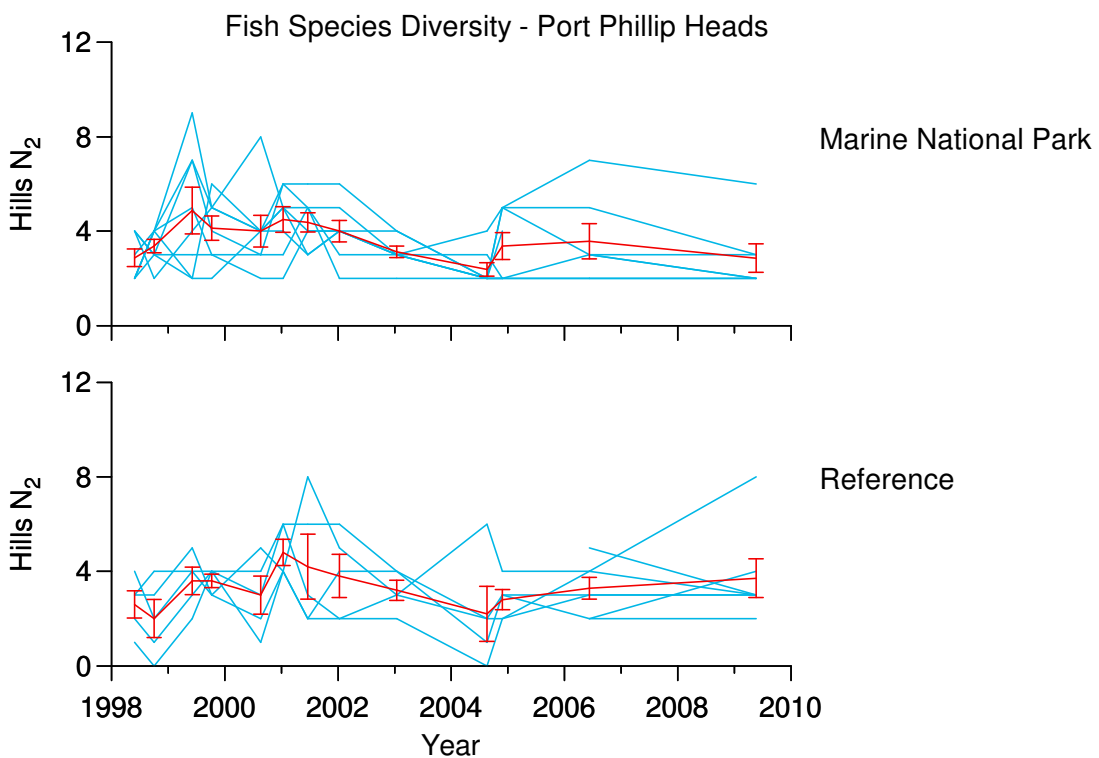 Fish Species Diversity - Port Phillip Heads
12
8
4
0
Hills N₂
Marine National Park
12
8
4
0
Hills N₂
Reference
1998 2000 2002 2004 2006 2008 2010
Year